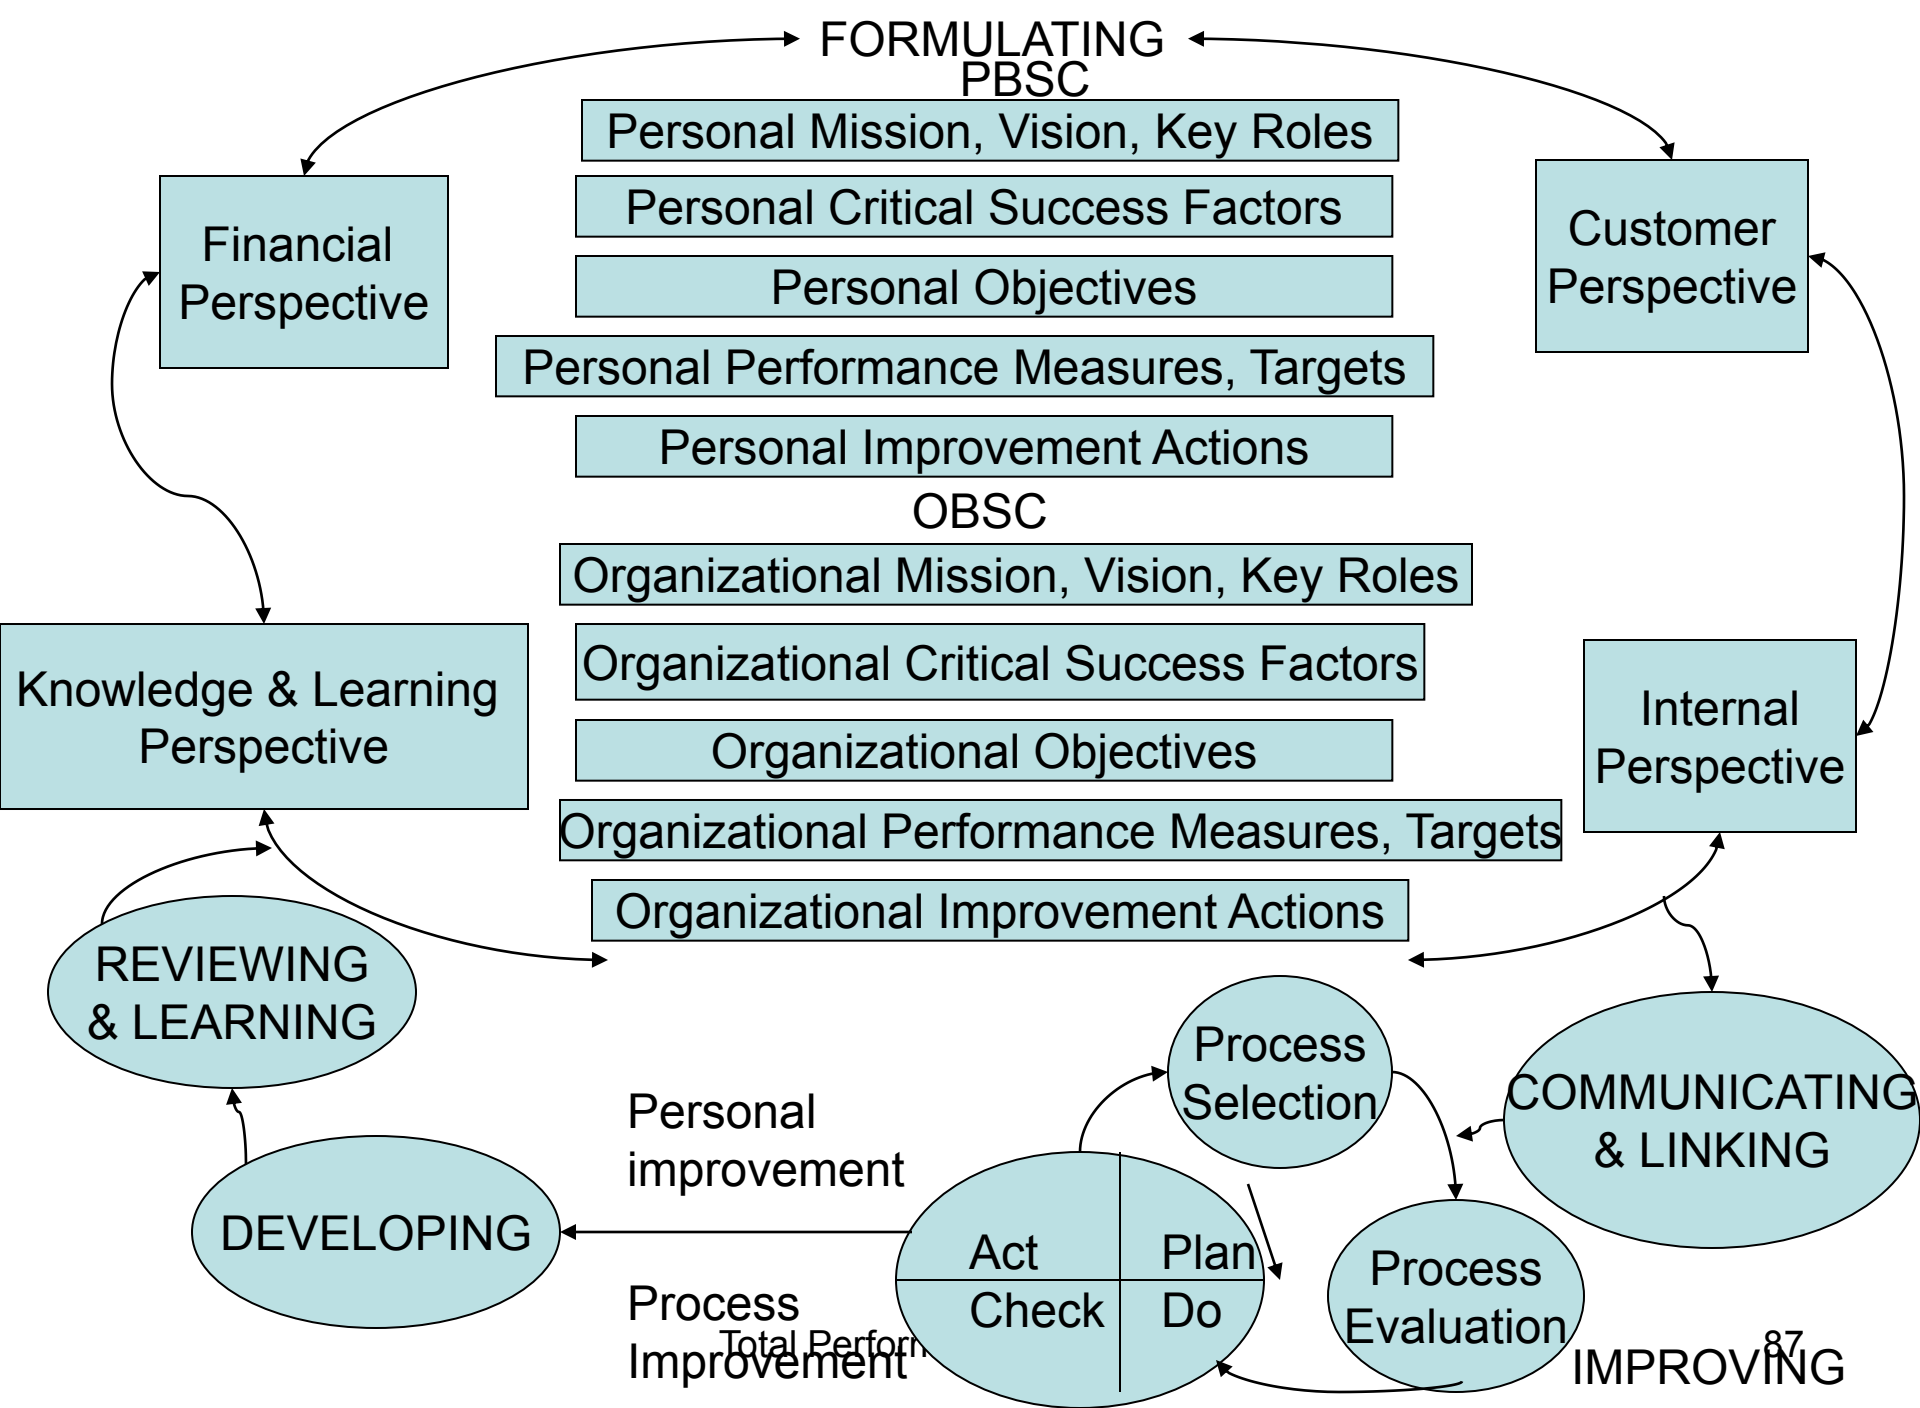 FORMULATING
PBSC
Personal Mission, Vision, Key Roles
Personal Critical Success Factors
Personal Objectives
Personal Performance Measures, Targets
Personal Improvement Actions
Financial
Perspective
Customer
Perspective
OBSC
Organizational Mission, Vision, Key Roles
Organizational Critical Success Factors
Organizational Objectives
Organizational Performance Measures, Targets
Organizational Improvement Actions
Knowledge & Learning
Perspective
Internal
Perspective
REVIEWING
& LEARNING
Process
Selection
COMMUNICATING
& LINKING
Personal
improvement
DEVELOPING
Act
Plan
Check
Do
Process
Evaluation
Process
Improvement
Total
IMPROVING
87